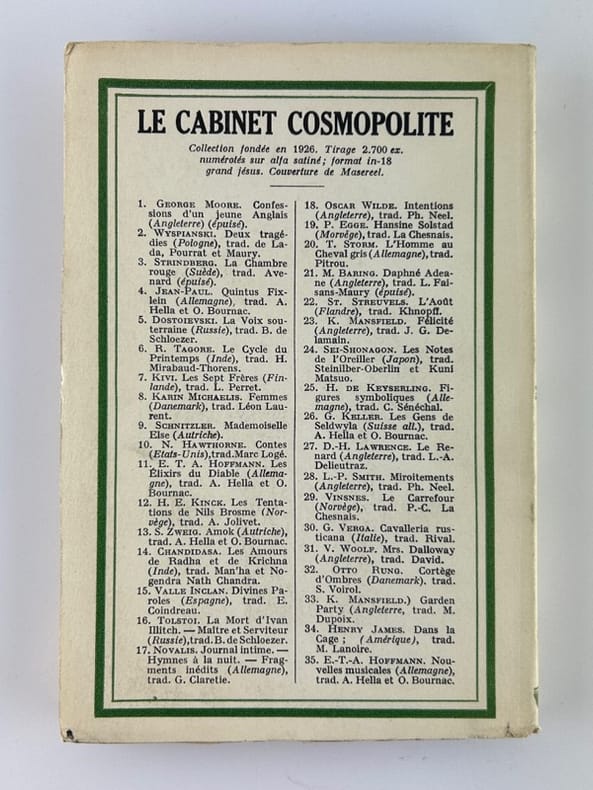 LE CABINET COSMOPOLITE
Collection fondée en 1926. Tirage 2.700 ex.
numérotés sur alfa satiné; format in-18
grand jésus. Couverture de Masereel.
1. GEORGE MOORE. Confes-
sions d'un jeune Anglais
(Angleterre) (épuisé).
2. WYSPIANSKI. Deux tragé-
dies (Pologne), trad. de La-
da, Pourrat et Maury.
3. STRINDBERG. La Chambre
rouge (Suède), trad. Ave-
nard (épuisé).
4. JEAN-PAUL. Quintus Fix-
lein (Allemagne), trad. A.
Hella et O. Bournac.
5. DOSTOIEVSKI. La Voix sou-
terraine (Russie), trad. B. de
Schloezer.
6. R. TAGORE. Le Cycle du
Printemps (Inde), trad. H.
Mirabaud-Thorens.
7. KIVI. Les Sept Frères (Fin-
lande), trad. L. Perret.
8. KARIN MICHAELIS. Femmes
(Danemark), trad. Léon Lau-
rent.
9. SCHNITZLER. Mademoiselle
Else (Autriche).
10. N. HAWTHORNE. Contes
(Etats-Unis),trad.Marc Logé.
11. E. T. A. HOFFMANN. Les
Élixirs du Diable (Allema-
gne), trad. A. Hella et O.
Bournac.
12. H. E. KINCK. Les Tenta-
tions de Nils Brosme (Nor-
vège), trad. A. Jolivet.
13. S. ZWEIG. Amok (Autriche),
trad. A. Hella et O. Bournac.
14. CHANDIDASA. Les Amours
de Radha et de Krichna
(Inde), trad. Man'ha et No-
gendra Nath Chandra.
15. VALLE INCLAN. Divines Pa-
roles (Espagne), trad. E.
Coindreau.
16. TOLSTOI. La Mort d'Ivan
Illitch. — Maître et Serviteur
(Russie),trad. B. de Schloezer.
17. NOVALIS. Journal intime. —
Hymnes à la nuit. — Frag-
ments inédits (Allemagne),
trad. G. Claretie.
18. OSCAR WILDE. Intentions
(Angleterre), trad. Ph. Neel.
19. P. EGGE. Hansine Solstad
(Morvège), trad. La Chesnais.
20. T. STORM. L'Homme au
Cheval gris (Allemagne), trad.
Pitrou.
21. M. BARING. Daphné Adea-
ne (Angleterre), trad. L. Fai-
sans-Maury (épuisé).
22. ST. STREUVELS. L'Août
(Flandre), trad. Khnopff.
23. K. MANSFIELD. Félicité
(Angleterre), trad. J. G. De-
lamain.
24. SEI-SHONAGON. Les Notes
de l'Oreiller (Japon), trad.
Steinilber-Oberlin et Kuni
Matsuo.
25. H. DE KEYSERLING. Fi-
gures symboliques (Alle-
magne), trad. C. Sénéchal.
26. G. KELLER. Les Gens de
Seldwyla (Suisse all.), trad.
A. Hella et O. Bournac.
27. D.-H. LAWRENCE. Le Re-
nard (Angleterre), trad. L.-A.
Delieutraz.
28. L.-P. SMITH. Miroitements
(Angleterre), trad. Ph. Neel.
29. VINSNES. Le Carrefour
(Norvège), trad. P.-C. La
Chesnais.
30. G. VERGA. Cavalleria rus-
ticana (Italie), trad. Rival.
31. V. WOOLF. Mrs. Dalloway
(Angleterre), trad. David.
32. OTTO RUNG. Cortège
d'Ombres (Danemark). trad.
S. Voirol.
33. K. MANSFIELD.) Garden
Party (Angleterre, trad. M.
Dupoix.
34. HENRY JAMES. Dans la
Cage ; (Amérique), trad.
M. Lanoire.
35. E.-T.-A. HOFFMANN. Nou-
velles musicales (Allemagne),
trad. A. Hella et O. Bournac.